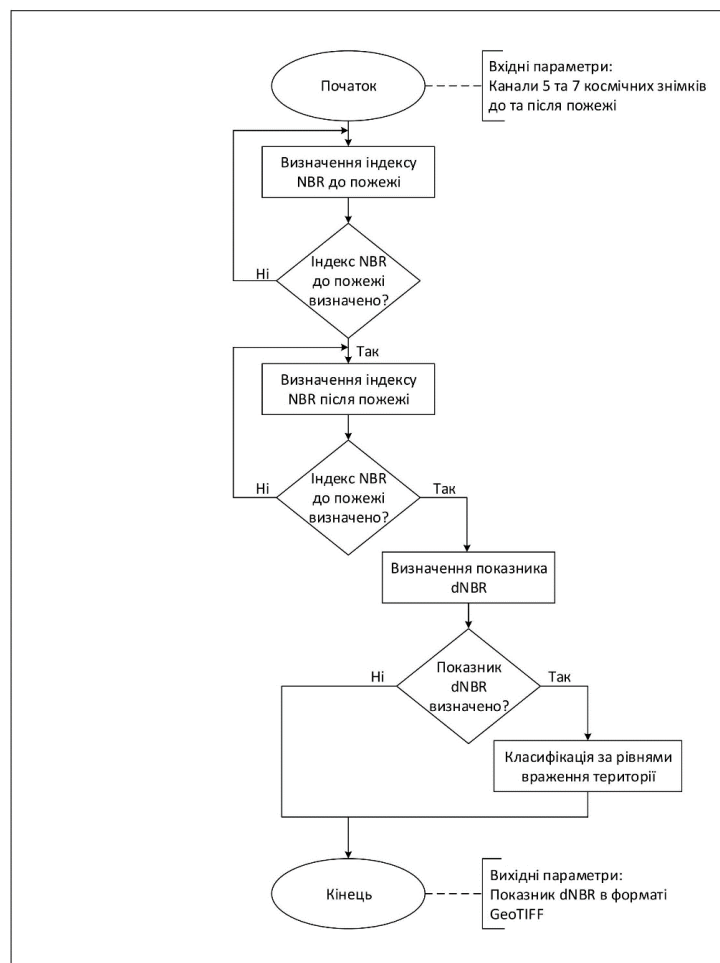 Початок
Вхідні параметри:
Канали 5 та 7 космічних знімків
до та після пожежі
Визначення індексу
NBR до пожежі
Індекс NBR
до пожежі
визначено?
Ні
Так
Визначення індексу
NBR після пожежі
Індекс NBR
до пожежі
визначено?
Ні
Так
Визначення показника
dNBR
Показник
dNBR
визначено?
Ні
Так
Класифікація за рівнями
враження території
Кінець
Вихідні параметри:
Показник dNBR в форматі
GeoTIFF